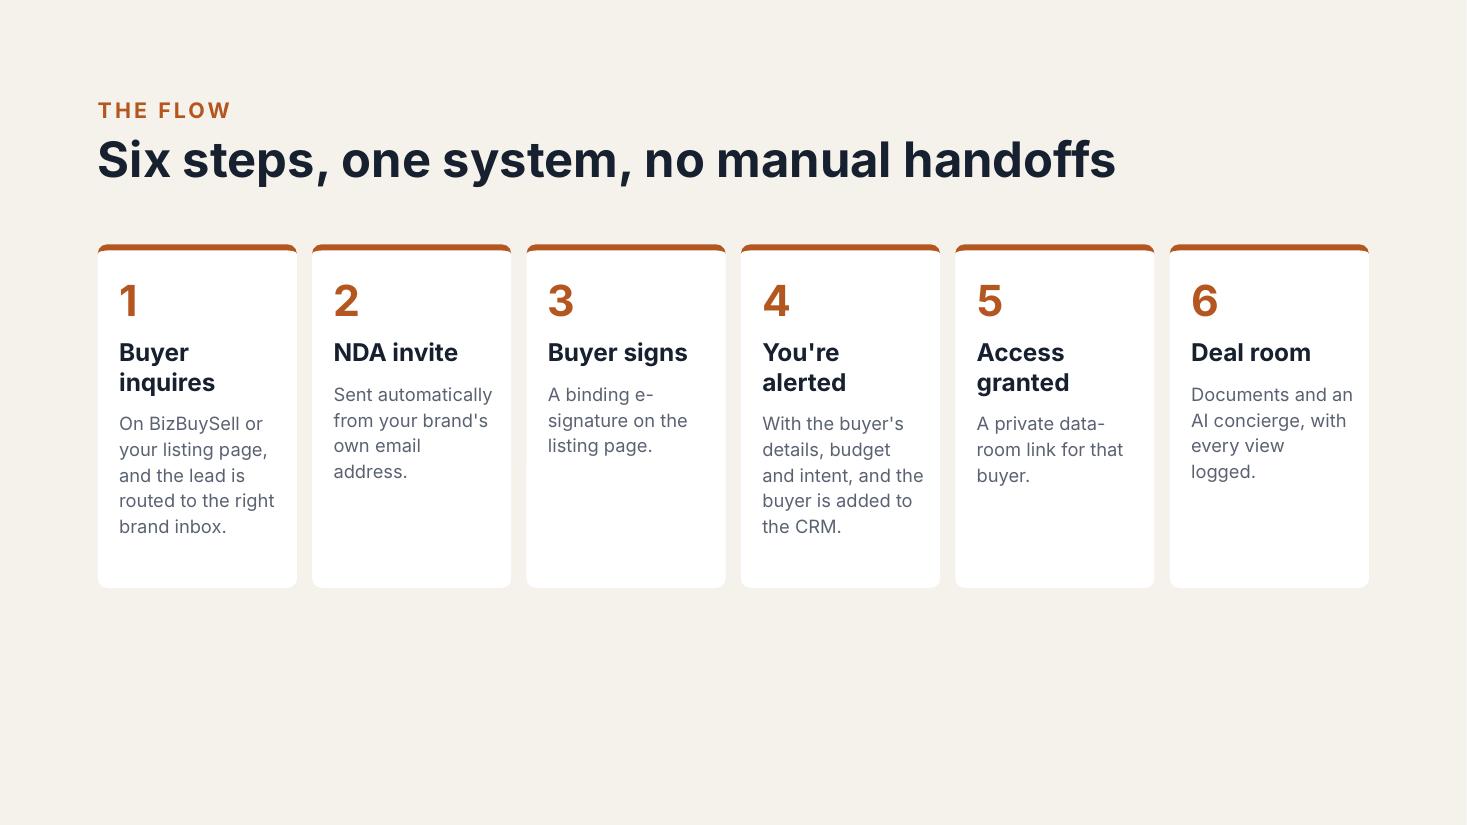 THE FLOW
Six steps, one system, no manual handoffs
1
Buyer
inquires
On BizBuySell or
your listing page,
and the lead is
routed to the right
brand inbox.
2
NDA invite
Sent automatically
from your brand's
own email
address.
3
Buyer signs
A binding e-
signature on the
listing page.
4
You're
alerted
With the buyer's
details, budget
and intent, and the
buyer is added to
the CRM.
5
Access
granted
A private data-
room link for that
buyer.
6
Deal room
Documents and an
AI concierge, with
every view
logged.